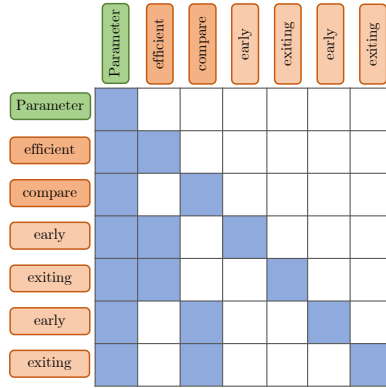 Parameter
efficient
compare
early
exiting
early
exiting
Parameter
efficient
compare
early
exiting
early
exiting